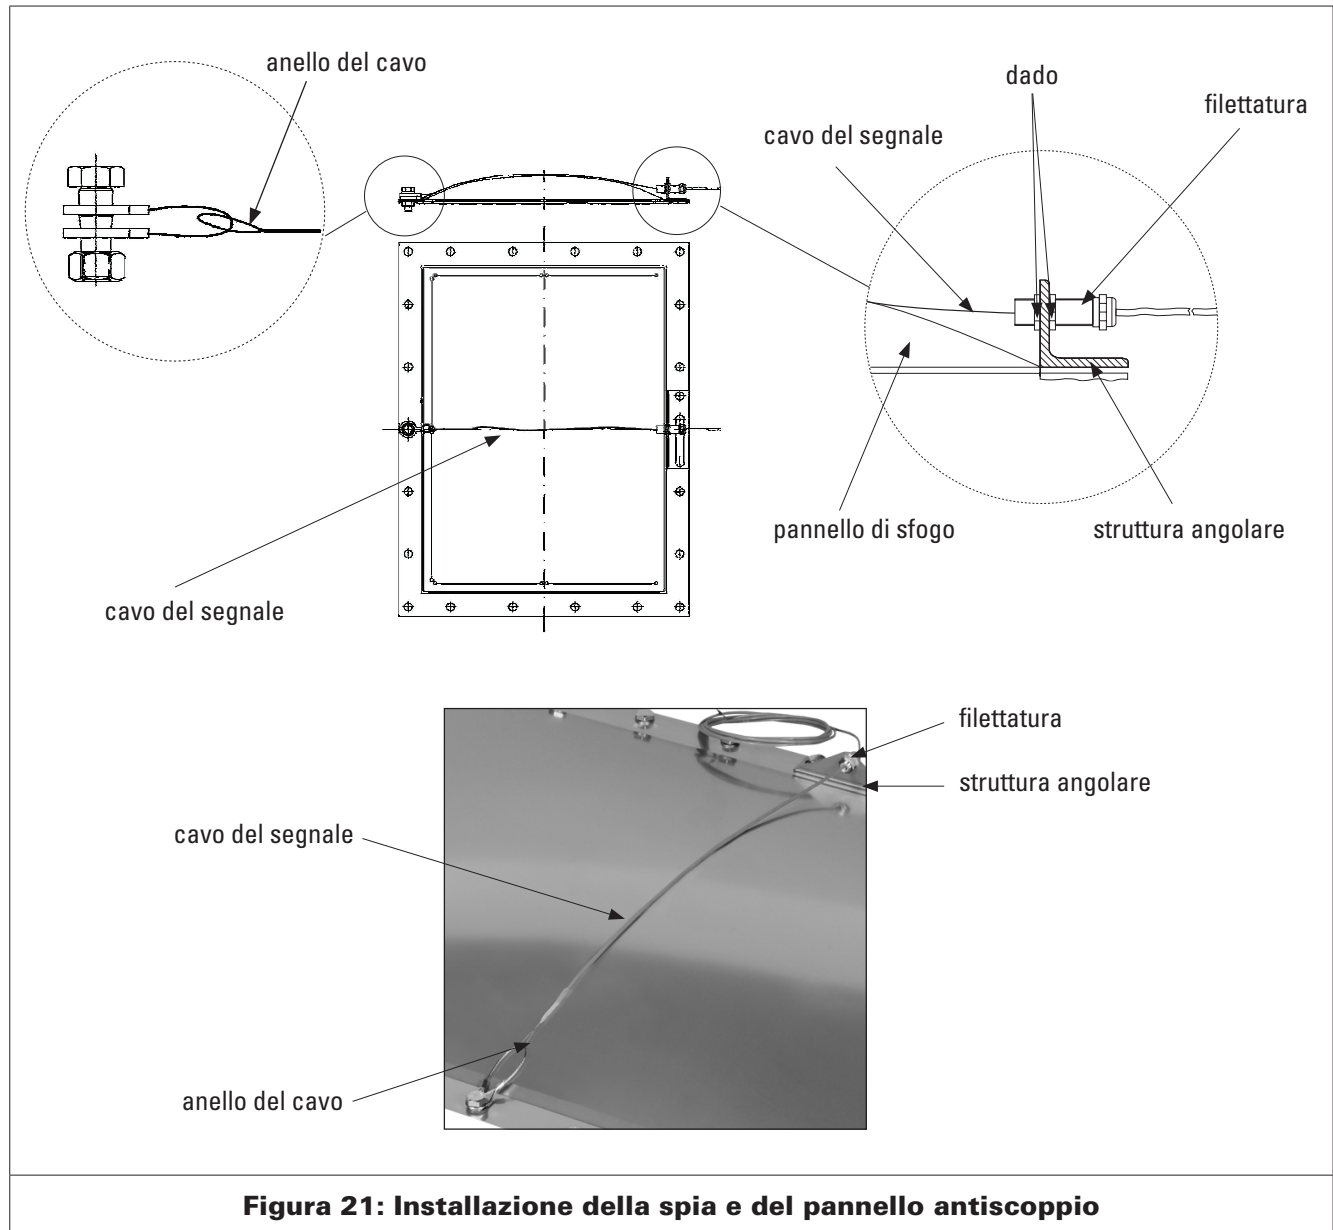 anello del cavo
dado
filettatura
cavo del segnale
pannello di sfogo
struttura angolare
cavo del segnale
filettatura
struttura angolare
cavo del segnale
anello del cavo
Figura 21: Installazione della spia e del pannello antiscoppio